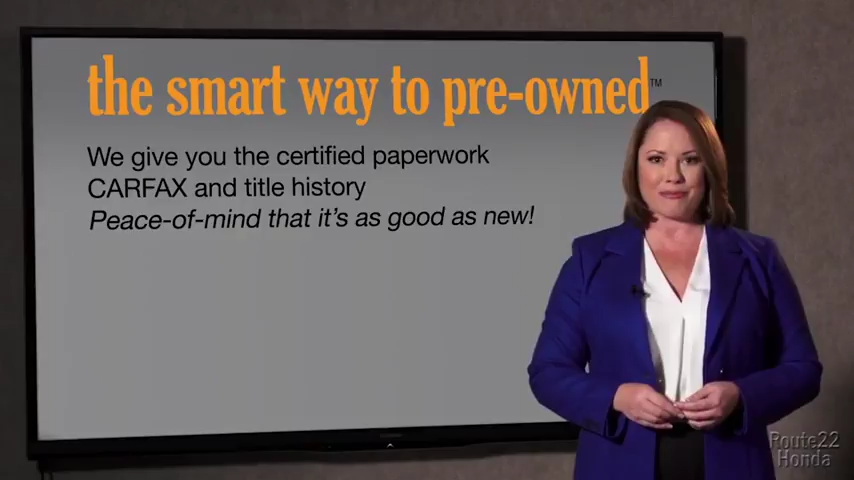 the smart way to pre-owned™
We give you the certified paperwork
CARFAX and title history
Peace-of-mind that it's as good as new!
Route22
Honda